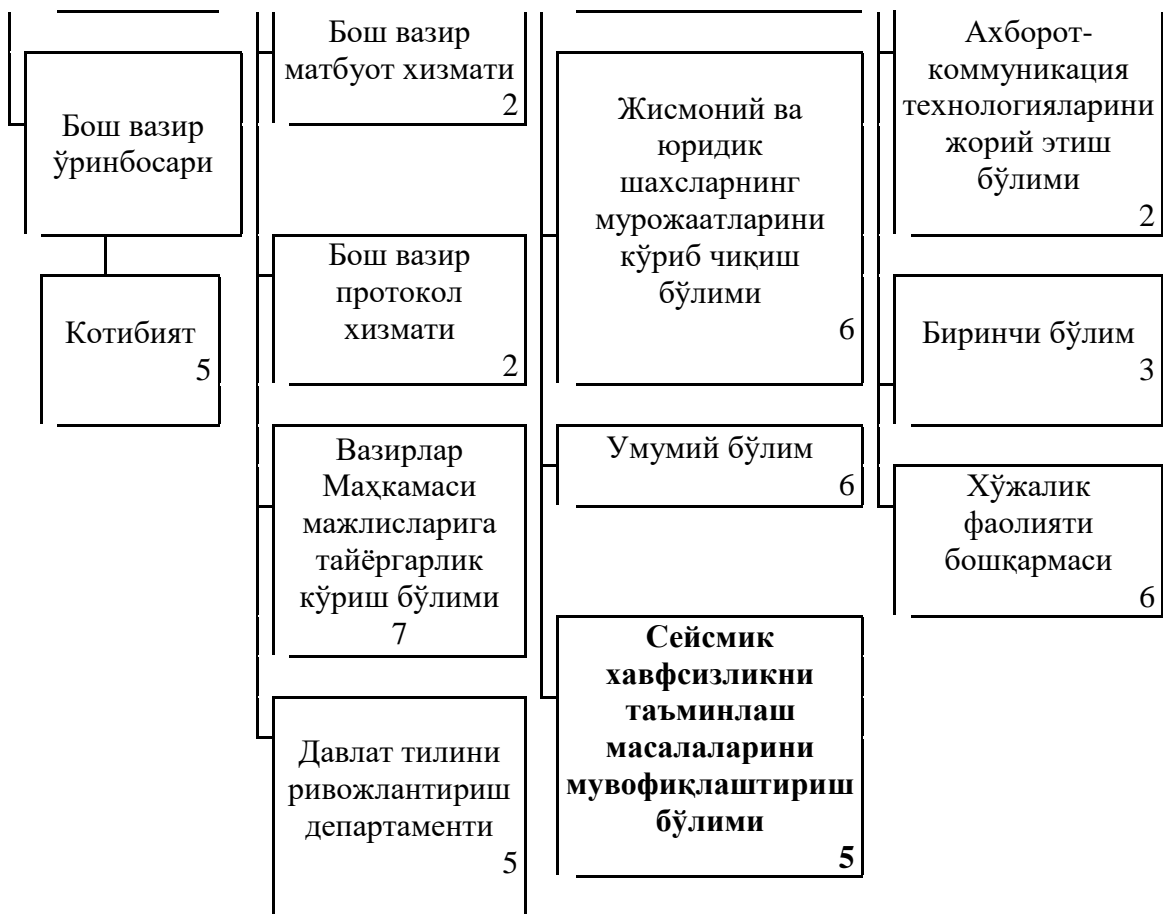 Бош вазир
ўринбосари
Котибият
5
Бош вазир
матбуот хизмати
2
Бош вазир
протокол
хизмати
2
Вазирлар
Маҳкамаси
мажлисларига
тайёргарлик
кўриш бўлими
7
Давлат тилини
ривожлантириш
департаменти
5
Жисмоний ва
юридик
шахсларнинг
мурожаатларини
кўриб чиқиш
бўлими
6
Умумий бўлим
6
Сейсмик
хавфсизликни
таъминлаш
масалаларини
мувофиқлаштириш
бўлими
5
Ахборот-
коммуникация
технологияларини
жорий этиш
бўлими
2
Биринчи бўлим
3
Хўжалик
фаолияти
бошқармаси
6